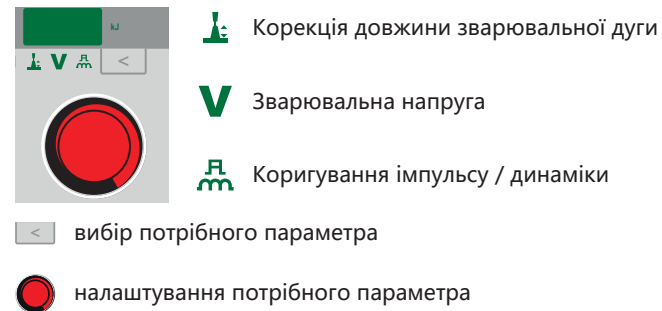 kJ
Корекція довжини зварювальної дуги
V <
V Зварювальна напруга
Коригування імпульсу / динаміки
< вибір потрібного параметра
налаштування потрібного параметра